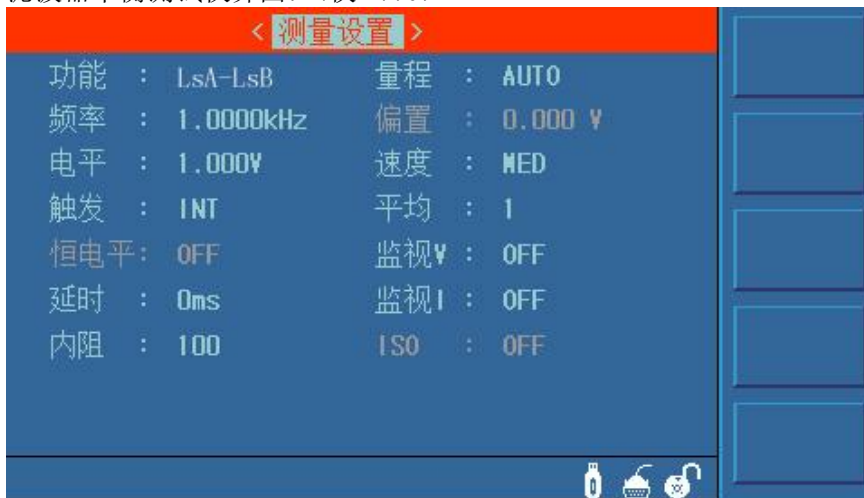 < 测量设置 >
功能 : LsA-LsB 量程 : AUTO
频率 : 1.0000kHz 偏置 : 0.000 V
电平 : 1.000V 速度 : MED
触发 : INT 平均 : 1
恒电平: OFF 监视V : OFF
延时 : 0ms 监视I : OFF
内阻 : 100 ISO : OFF